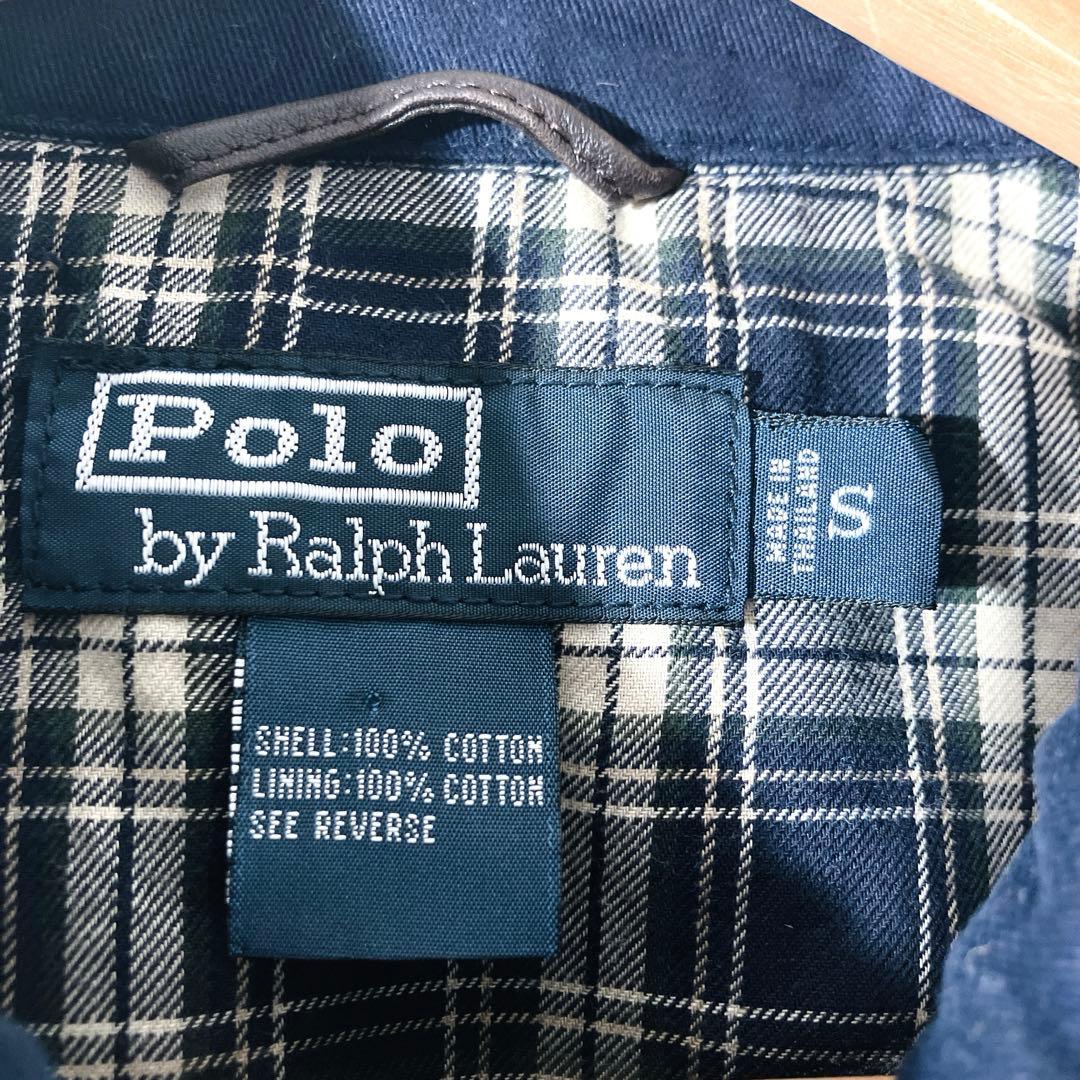 Polo
by Ralph Lauren
MADE IN
THAILAND
S
SHELL:100% COTTON
LINING:100% COTTON
SEE REVERSE